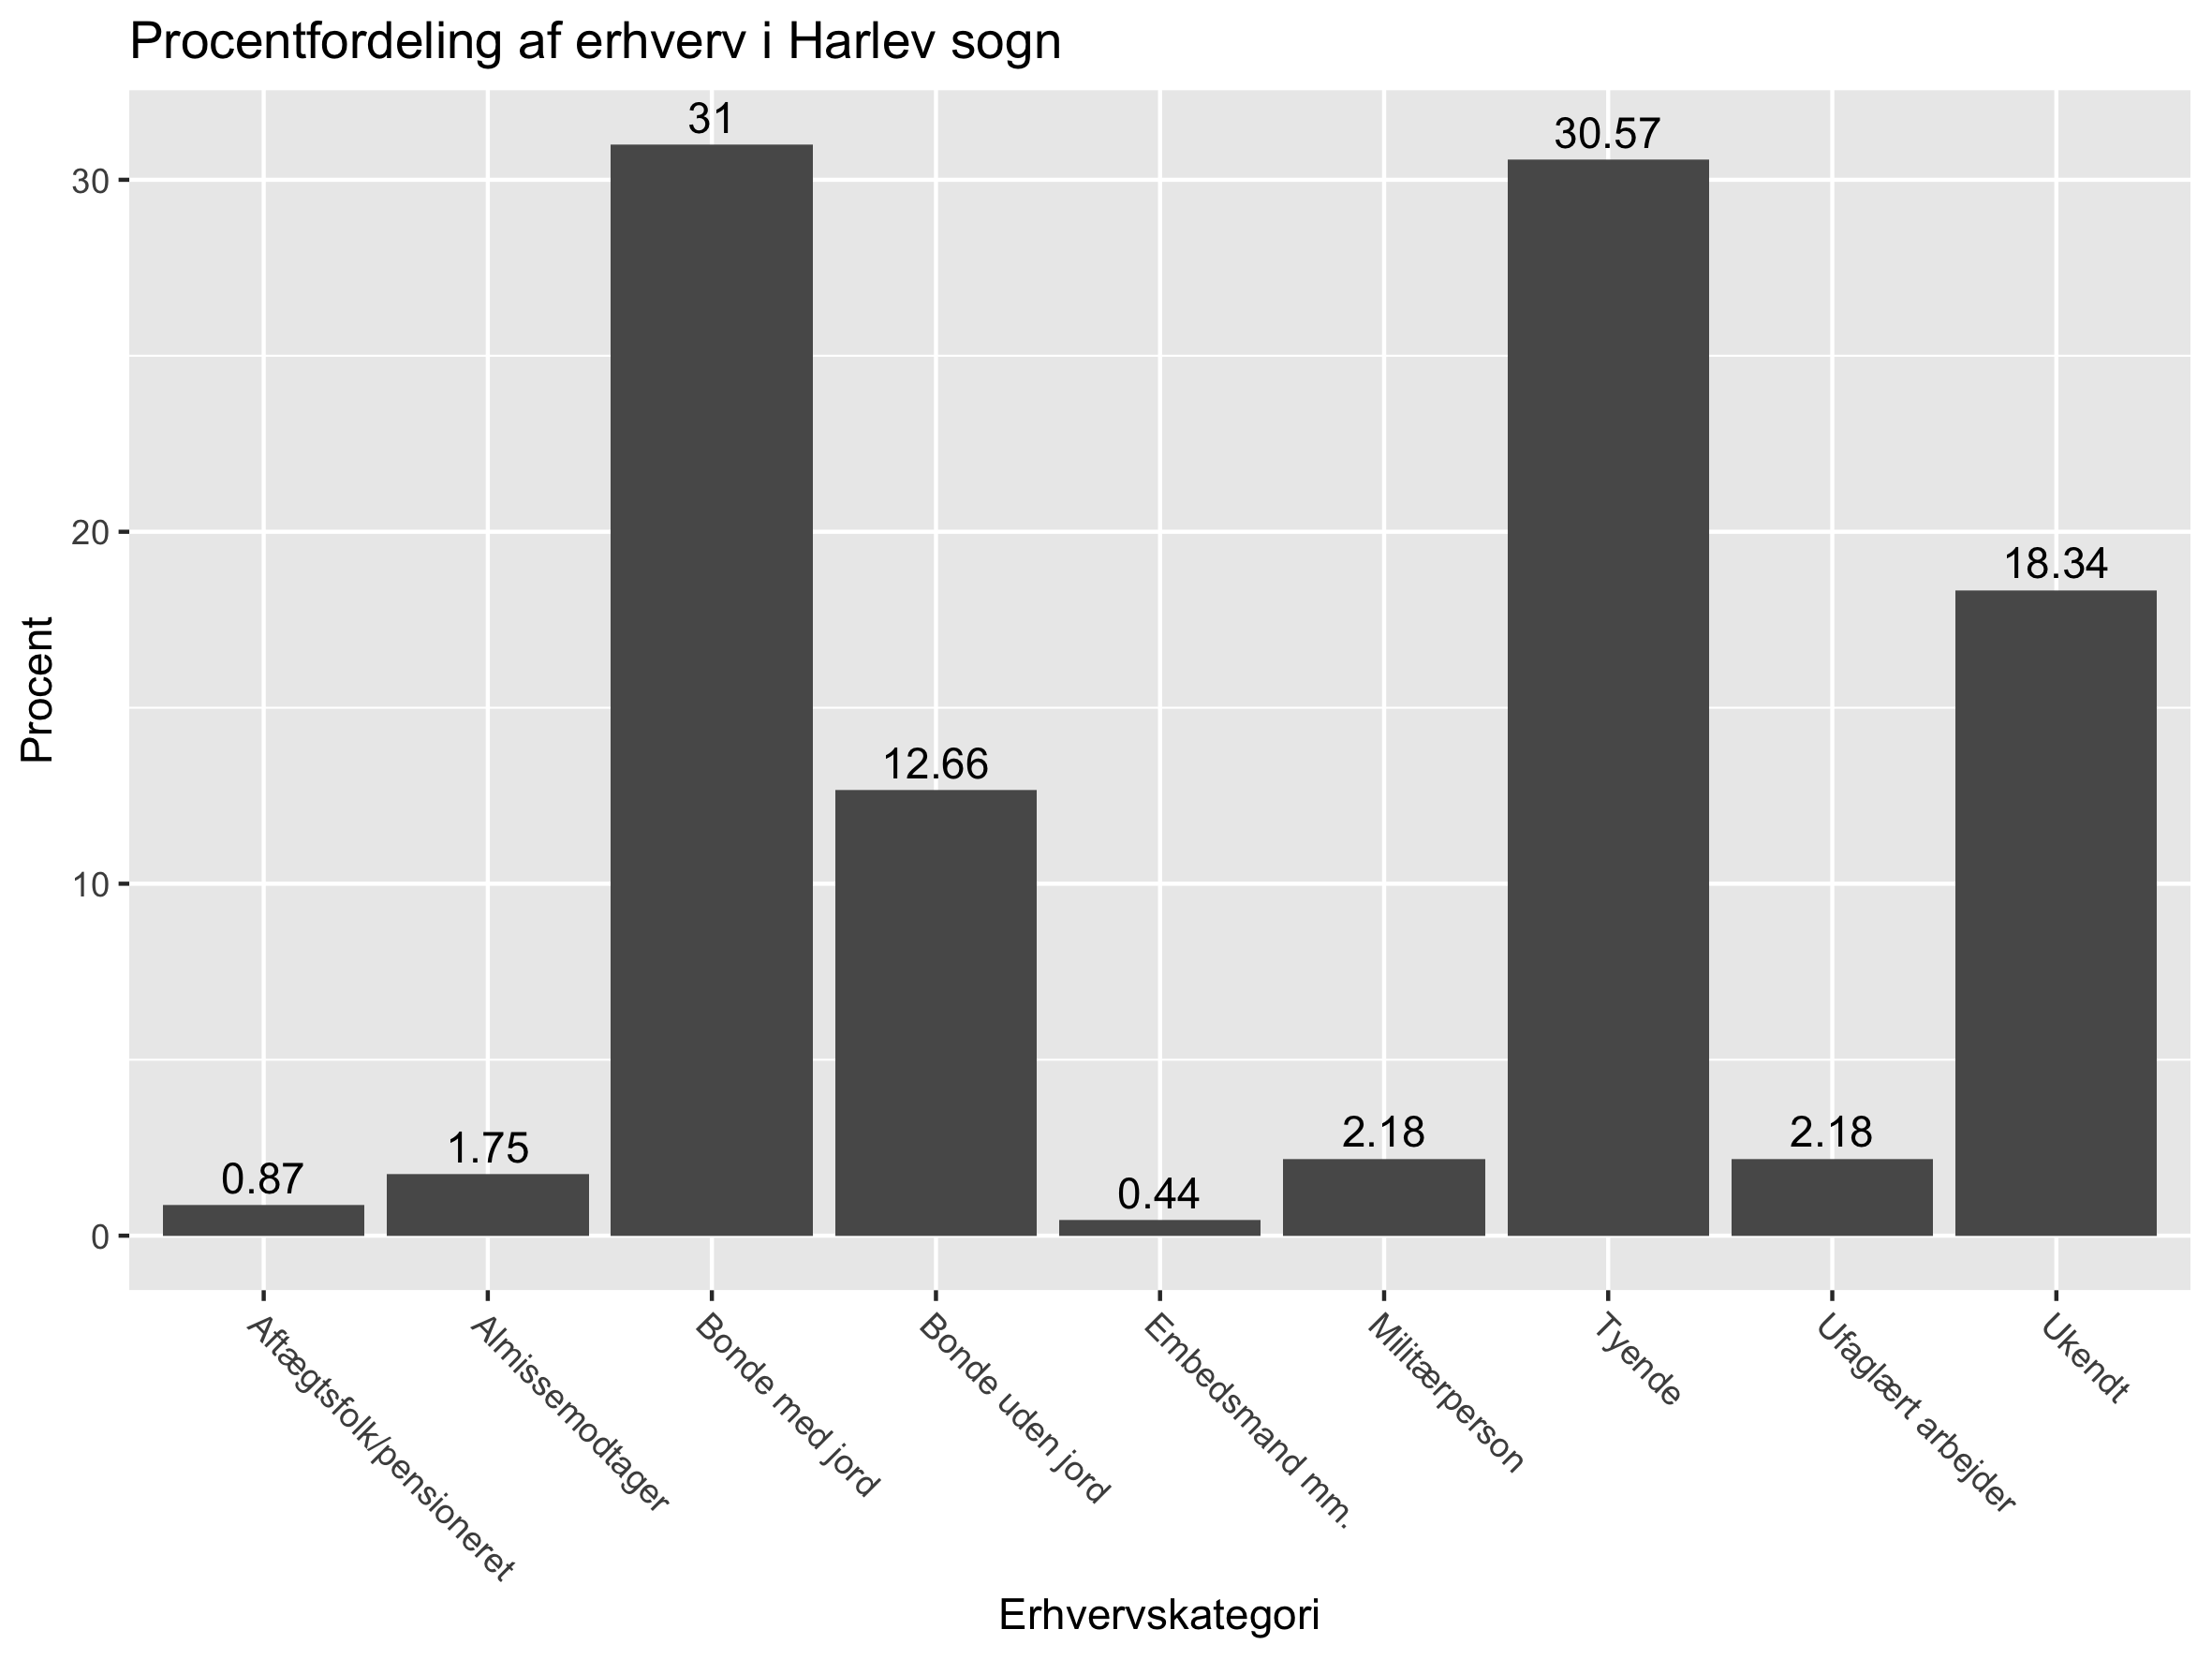 Procentfordeling af erhverv i Harlev sogn
Procent
30
20
10
0
0.87
1.75
31
12.66
0.44
2.18
30.57
2.18
18.34
Aftægtsfolk/pensioneret
Almissemodtager
Bonde med jord
Bonde uden jord
Embedsmand mm.
Militærperson
Tyende
Ufaglært arbejder
Ukendt
Erhvervskategori